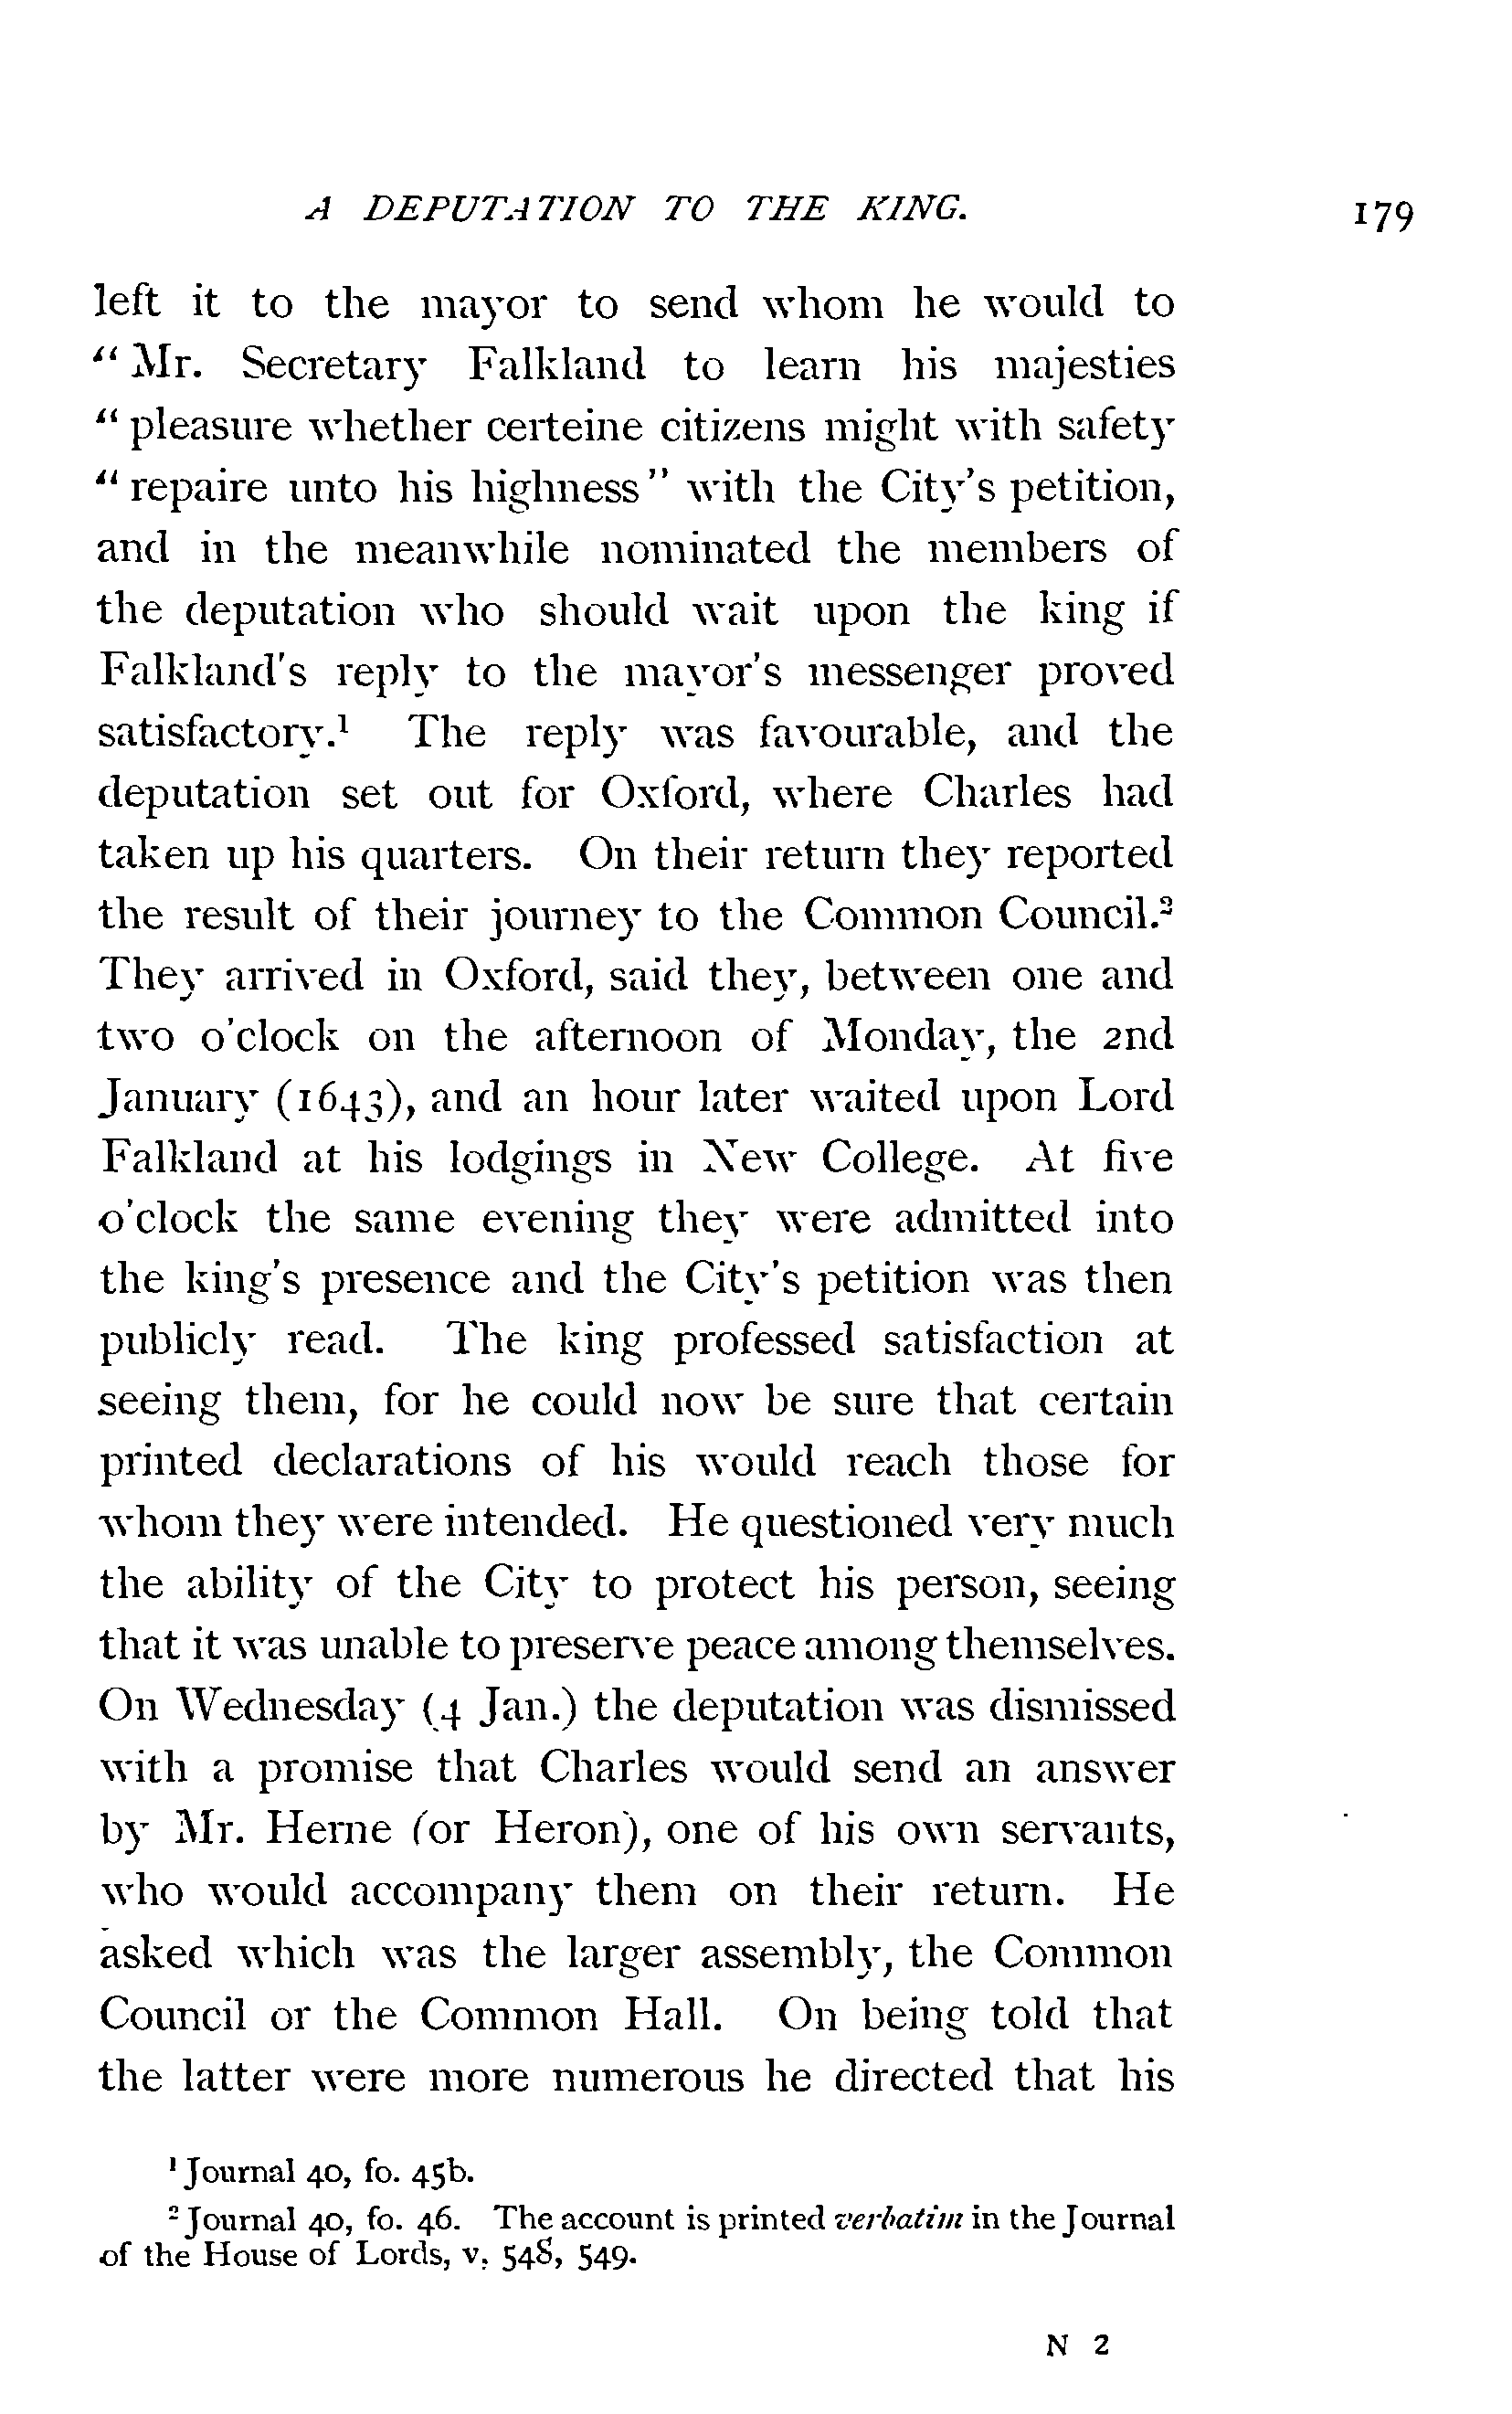 A DEPUTATION TO THE KING. 179
left it to the mayor to send whom he would to
" Mr. Secretary Falkland to learn his majesties
" pleasure whether certeine citizens might with safety
" repaire unto his highness " with the City's petition,
and in the meanwhile nominated the members of
the deputation who should wait upon the king if
Falkland's reply to the mayor's messenger proved
satisfactory.¹ The reply was favourable, and the
deputation set out for Oxford, where Charles had
taken up his quarters. On their return they reported
the result of their journey to the Common Council.²
They arrived in Oxford, said they, between one and
two o'clock on the afternoon of Monday, the 2nd
January (1643), and an hour later waited upon Lord
Falkland at his lodgings in New College. At five
o'clock the same evening they were admitted into
the king's presence and the City's petition was then
publicly read. The king professed satisfaction at
seeing them, for he could now be sure that certain
printed declarations of his would reach those for
whom they were intended. He questioned very much
the ability of the City to protect his person, seeing
that it was unable to preserve peace among themselves.
On Wednesday (4 Jan.) the deputation was dismissed
with a promise that Charles would send an answer
by Mr. Herne (or Heron), one of his own servants,
who would accompany them on their return. He
asked which was the larger assembly, the Common
Council or the Common Hall. On being told that
the latter were more numerous he directed that his
¹ Journal 40, fo. 45b.
² Journal 40, fo. 46. The account is printed verbatim in the Journal
of the House of Lords, v. 548, 549.
N 2